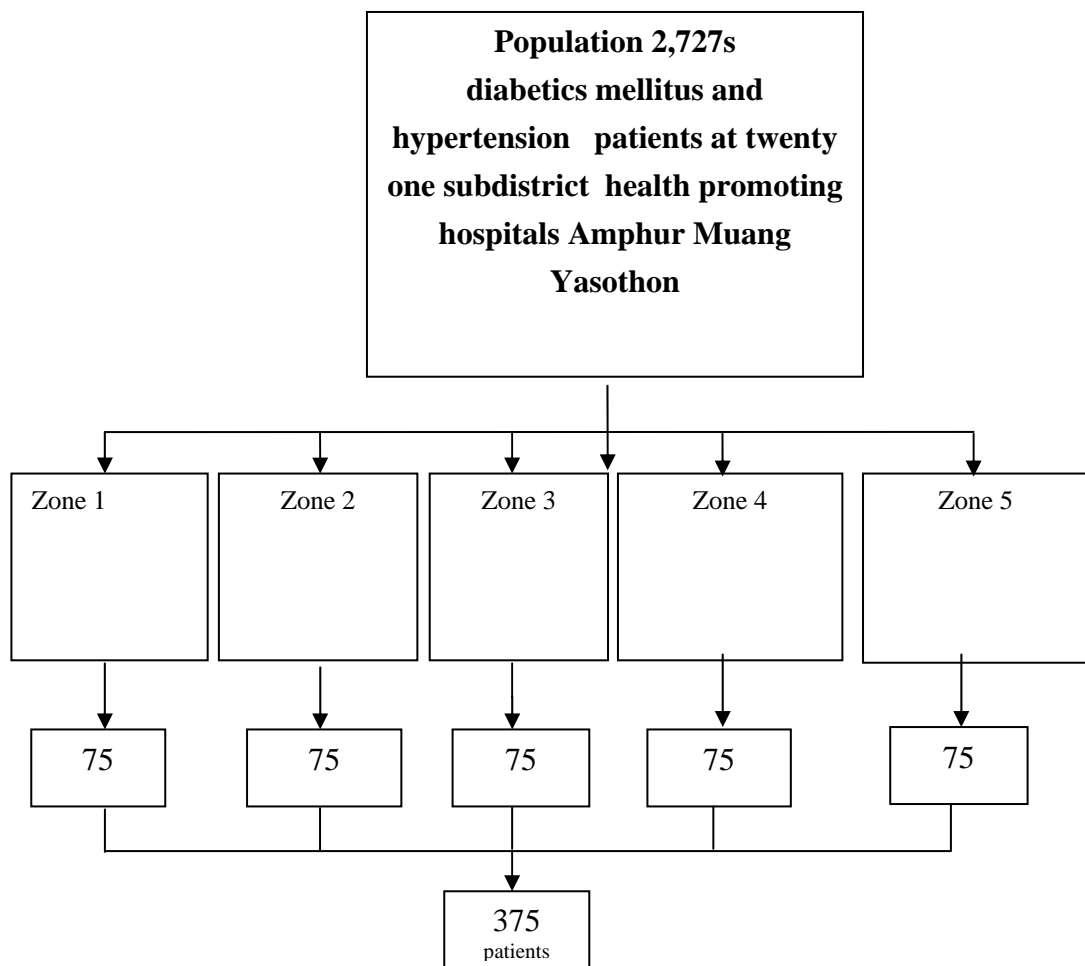 Population 2,727s
diabetics mellitus and
hypertension patients at twenty
one subdistrict health promoting
hospitals Amphur Muang
Yasothon
Zone 1
Zone 2
Zone 3
Zone 4
Zone 5
75
75
75
75
75
375
patients